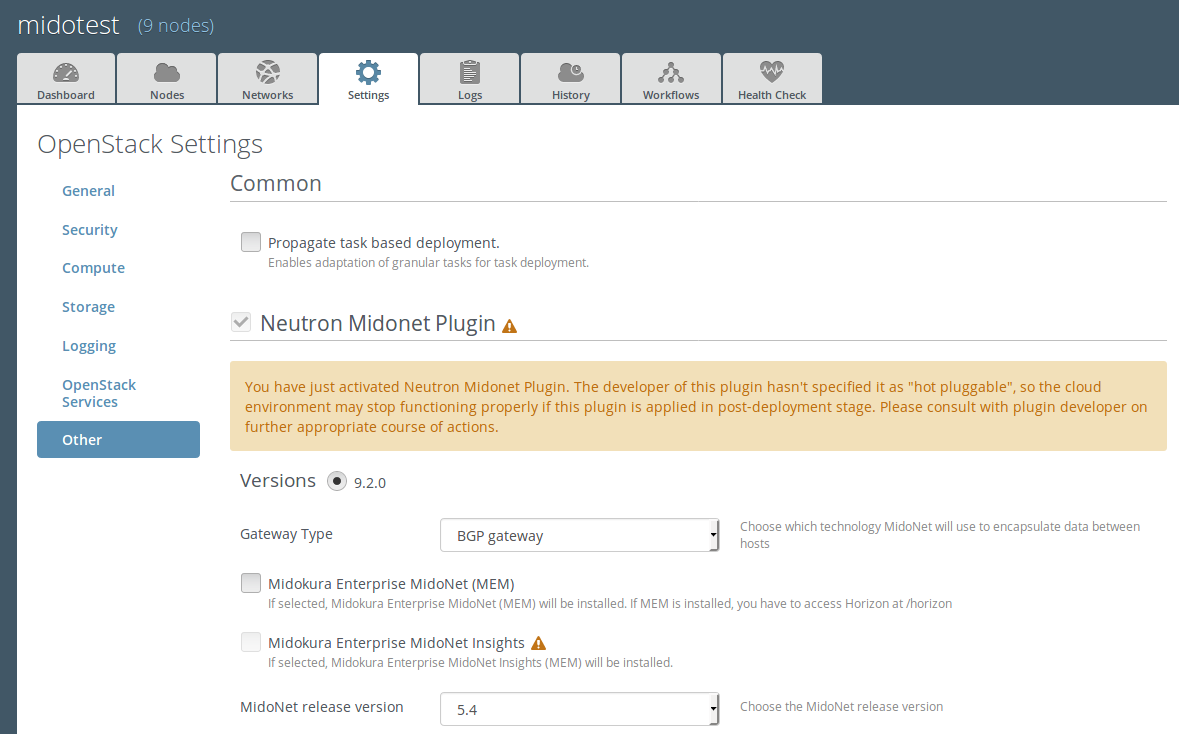 midotest (9 nodes)
Dashboard Nodes Networks Settings Logs History Workflows Health Check
OpenStack Settings
General
Security
Compute
Storage
Logging
OpenStack
Services
Other
Common
Propagate task based deployment.
Enables adaptation of granular tasks for task deployment.
Neutron Midonet Plugin
You have just activated Neutron Midonet Plugin. The developer of this plugin hasn't specified it as "hot pluggable", so the cloud
environment may stop functioning properly if this plugin is applied in post-deployment stage. Please consult with plugin developer on
further appropriate course of actions.
Versions 9.2.0
Gateway Type BGP gateway Choose which technology MidoNet will use to encapsulate data between
hosts
Midokura Enterprise MidoNet (MEM)
If selected, Midokura Enterprise MidoNet (MEM) will be installed. If MEM is installed, you have to access Horizon at /horizon
Midokura Enterprise MidoNet Insights
If selected, Midokura Enterprise MidoNet Insights (MEM) will be installed.
MidoNet release version 5.4 Choose the MidoNet release version